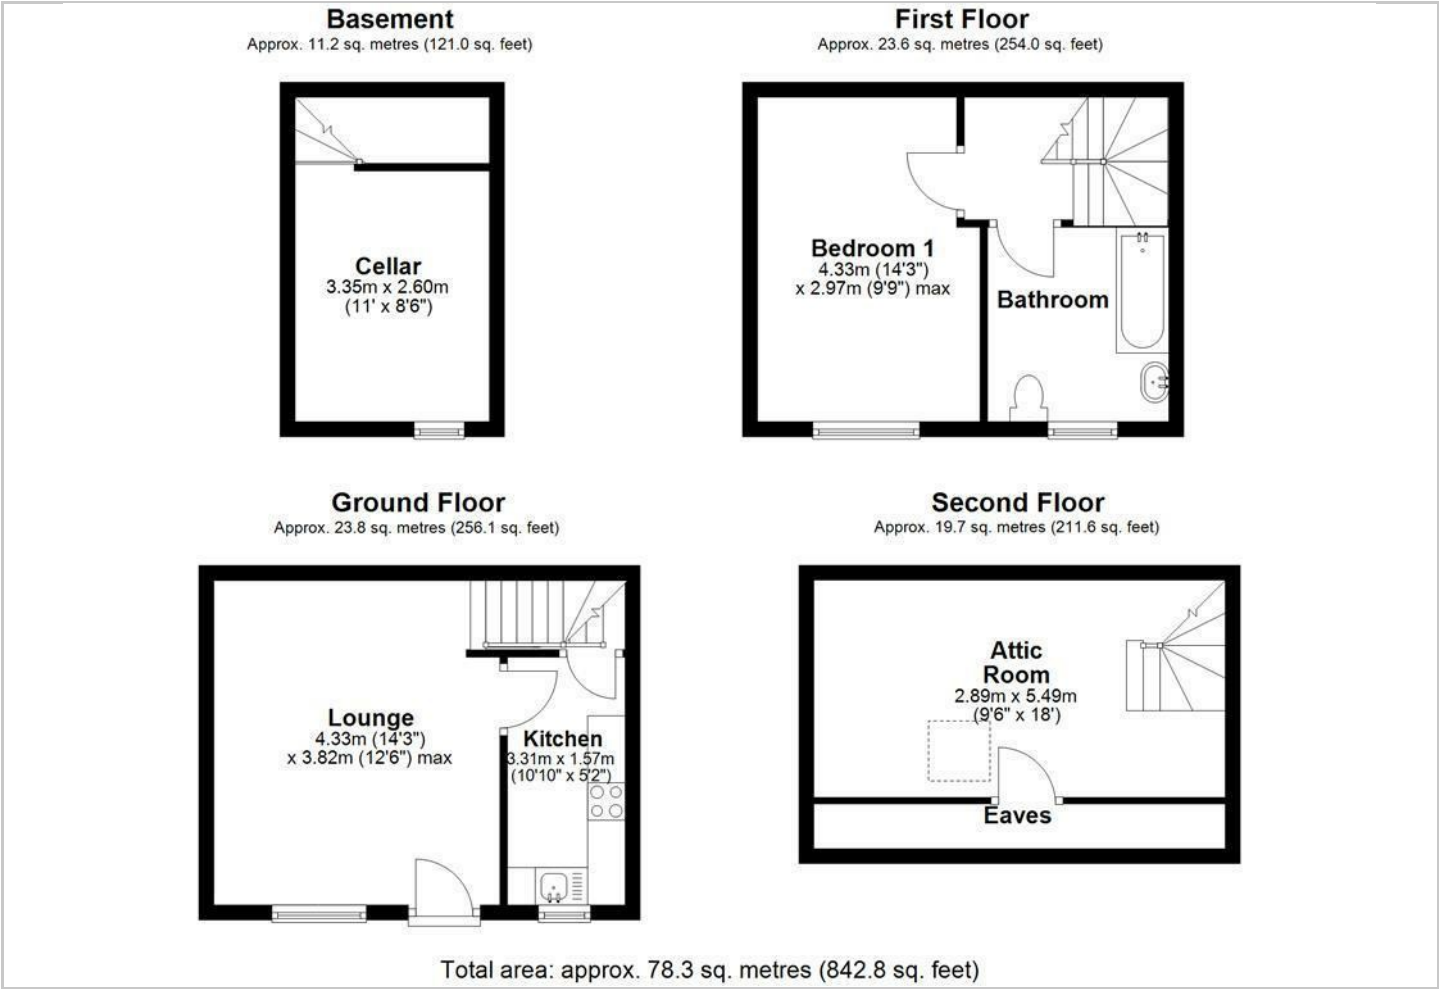 Basement
Approx. 11.2 sq. metres (121.0 sq. feet)
Cellar
3.35m x 2.60m
(11' x 8'6")
First Floor
Approx. 23.6 sq. metres (254.0 sq. feet)
Bedroom 1
4.33m (14'3")
x 2.97m (9'9") max
Bathroom
Ground Floor
Approx. 23.8 sq. metres (256.1 sq. feet)
Lounge
4.33m (14'3")
x 3.82m (12'6") max
Kitchen
3.31m x 1.57m
(10'10" x 5'2")
Second Floor
Approx. 19.7 sq. metres (211.6 sq. feet)
Attic
Room
2.89m x 5.49m
(9'6" x 18')
Eaves
Total area: approx. 78.3 sq. metres (842.8 sq. feet)